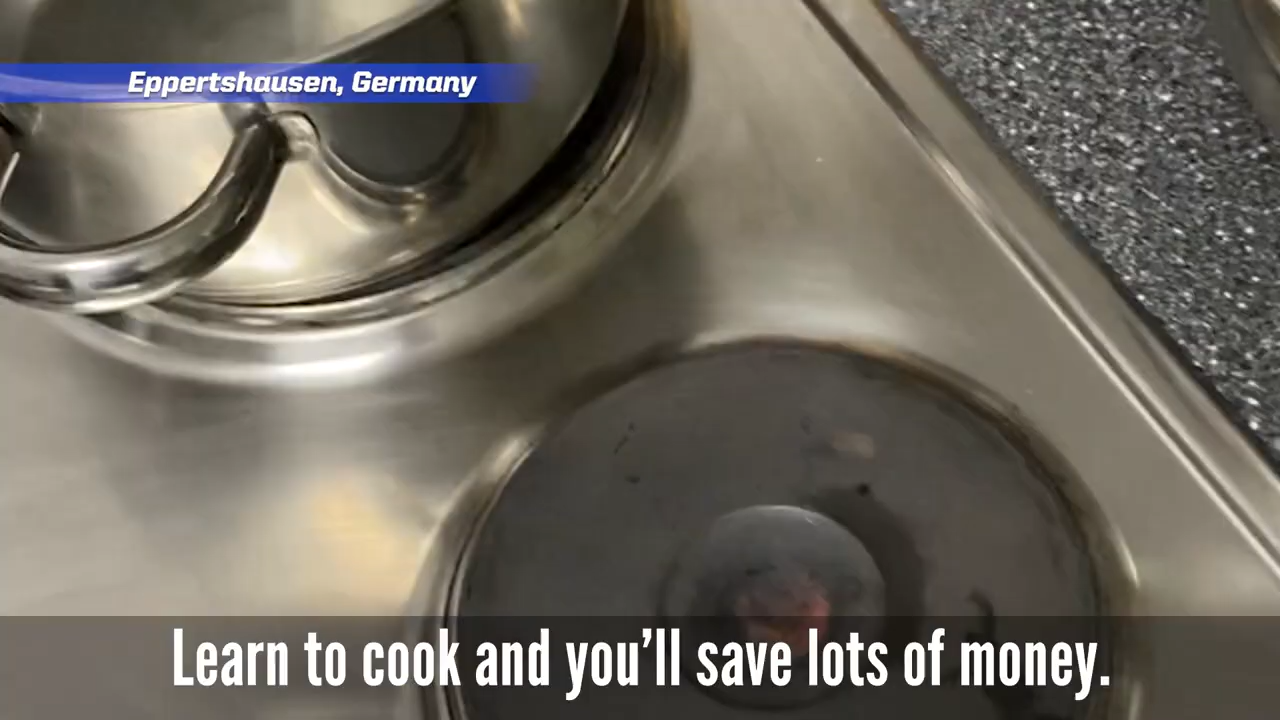 Eppertshausen, Germany
Learn to cook and you’ll save lots of money.